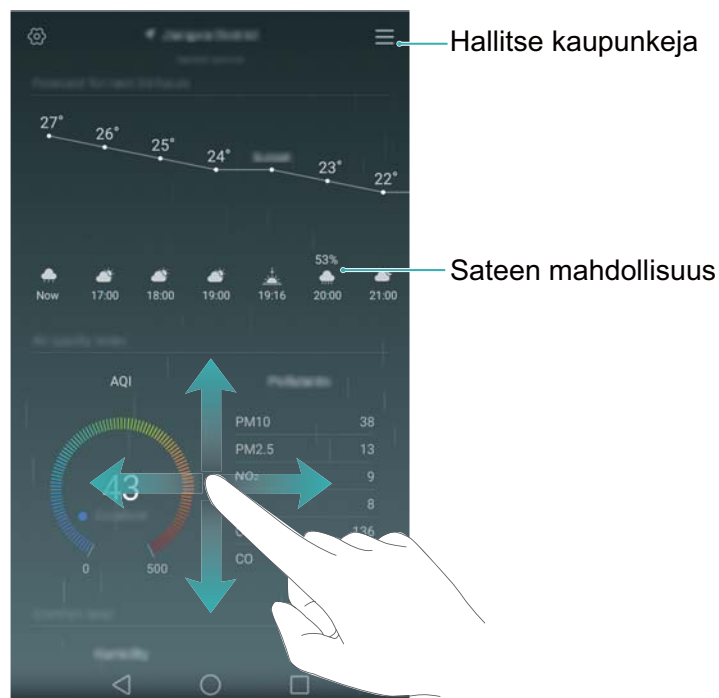 Hallitse kaupunkeja
27° 26° 25° 24° 23° 22°
53%
Sateen mahdollisuus
Now 17:00 18:00 19:00 19:16 20:00 21:00
AQI
PM10 38
PM2.5 13
43
NO₂ 9
8
136
CO
0 500